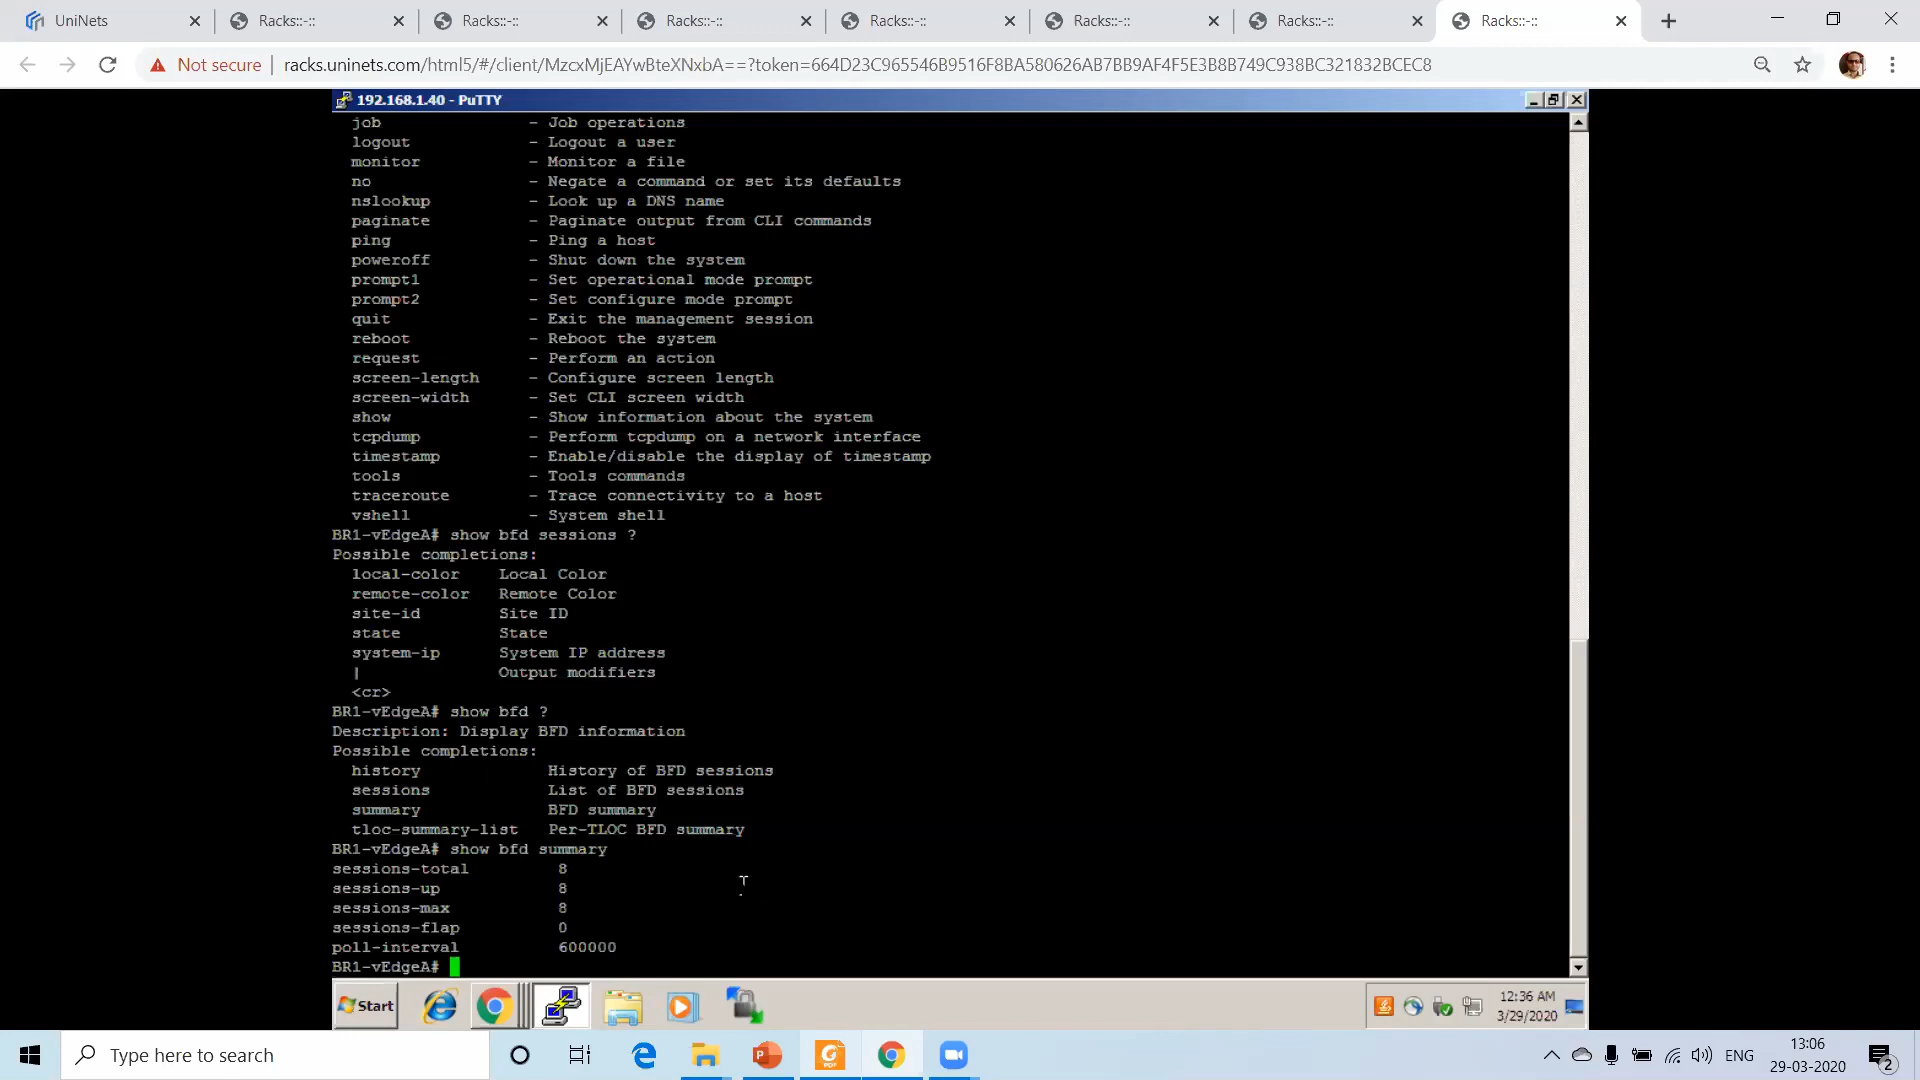 UniNets
Racks::-::
Racks::-::
Racks::-::
Racks::-::
Racks::-::
Racks::-::
Racks::-::
Not secure
racks.uninets.com/html5/#/client/MzcxMjEAYwBteXNxbA==?token=664D23C965546B9516F8BA580626AB7BB9AF4F5E3B8B749C938BC321832BCEC8
192.168.1.40 - PuTTY
job - Job operations
logout - Logout a user
monitor - Monitor a file
no - Negate a command or set its defaults
nslookup - Look up a DNS name
paginate - Paginate output from CLI commands
ping - Ping a host
poweroff - Shut down the system
prompt1 - Set operational mode prompt
prompt2 - Set configure mode prompt
quit - Exit the management session
reboot - Reboot the system
request - Perform an action
screen-length - Configure screen length
screen-width - Set CLI screen width
show - Show information about the system
tcpdump - Perform tcpdump on a network interface
timestamp - Enable/disable the display of timestamp
tools - Tools commands
traceroute - Trace connectivity to a host
vshell - System shell
BR1-vEdgeA# show bfd sessions ?
Possible completions:
local-color Local Color
remote-color Remote Color
site-id Site ID
state State
system-ip System IP address
| Output modifiers
<cr>
BR1-vEdgeA# show bfd ?
Description: Display BFD information
Possible completions:
history History of BFD sessions
sessions List of BFD sessions
summary BFD summary
tloc-summary-list Per-TLOC BFD summary
BR1-vEdgeA# show bfd summary
sessions-total 8
sessions-up 8
sessions-max 8
sessions-flap 0
poll-interval 600000
BR1-vEdgeA#
Start
12:36 AM
3/29/2020
Type here to search
ENG
13:06
29-03-2020
2